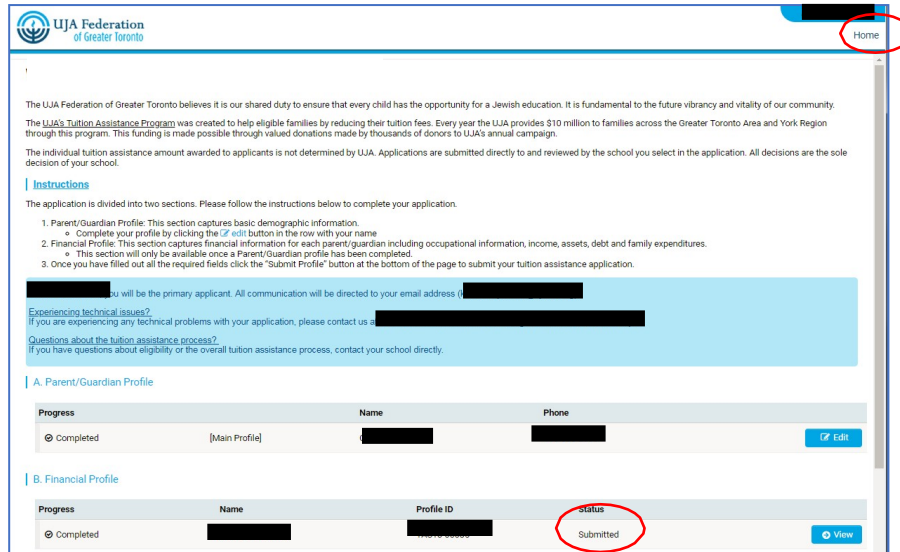 UJA Federation
of Greater Toronto
Home
The UJA Federation of Greater Toronto believes it is our shared duty to ensure that every child has the opportunity for a Jewish education. It is fundamental to the future vibrancy and vitality of our community.
The UJA's Tuition Assistance Program was created to help eligible families by reducing their tuition fees. Every year the UJA provides $10 million to families across the Greater Toronto Area and York Region
through this program. This funding is made possible through valued donations made by thousands of donors to UJA's annual campaign.
The individual tuition assistance amount awarded to applicants is not determined by UJA. Applications are submitted directly to and reviewed by the school you select in the application. All decisions are the sole
decision of your school.
Instructions
The application is divided into two sections. Please follow the instructions below to complete your application.
1. Parent/Guardian Profile: This section captures basic demographic information.
Complete your profile by clicking the edit button in the row with your name
2. Financial Profile: This section captures financial information for each parent/guardian including occupational information, income, assets, debt and family expenditures.
This section will only be available once a Parent/Guardian profile has been completed.
3. Once you have filled out all the required fields click the "Submit Profile" button at the bottom of the page to submit your tuition assistance application.
will be the primary applicant. All communication will be directed to your email address
Experiencing technical issues?
If you are experiencing any technical problems with your application, please contact us
Questions about the tuition assistance process?
If you have questions about eligibility or the overall tuition assistance process, contact your school directly.
A. Parent/Guardian Profile
Progress Name Phone
Completed [Main Profile] Edit
B. Financial Profile
Progress Name Profile ID Status
Completed Submitted View